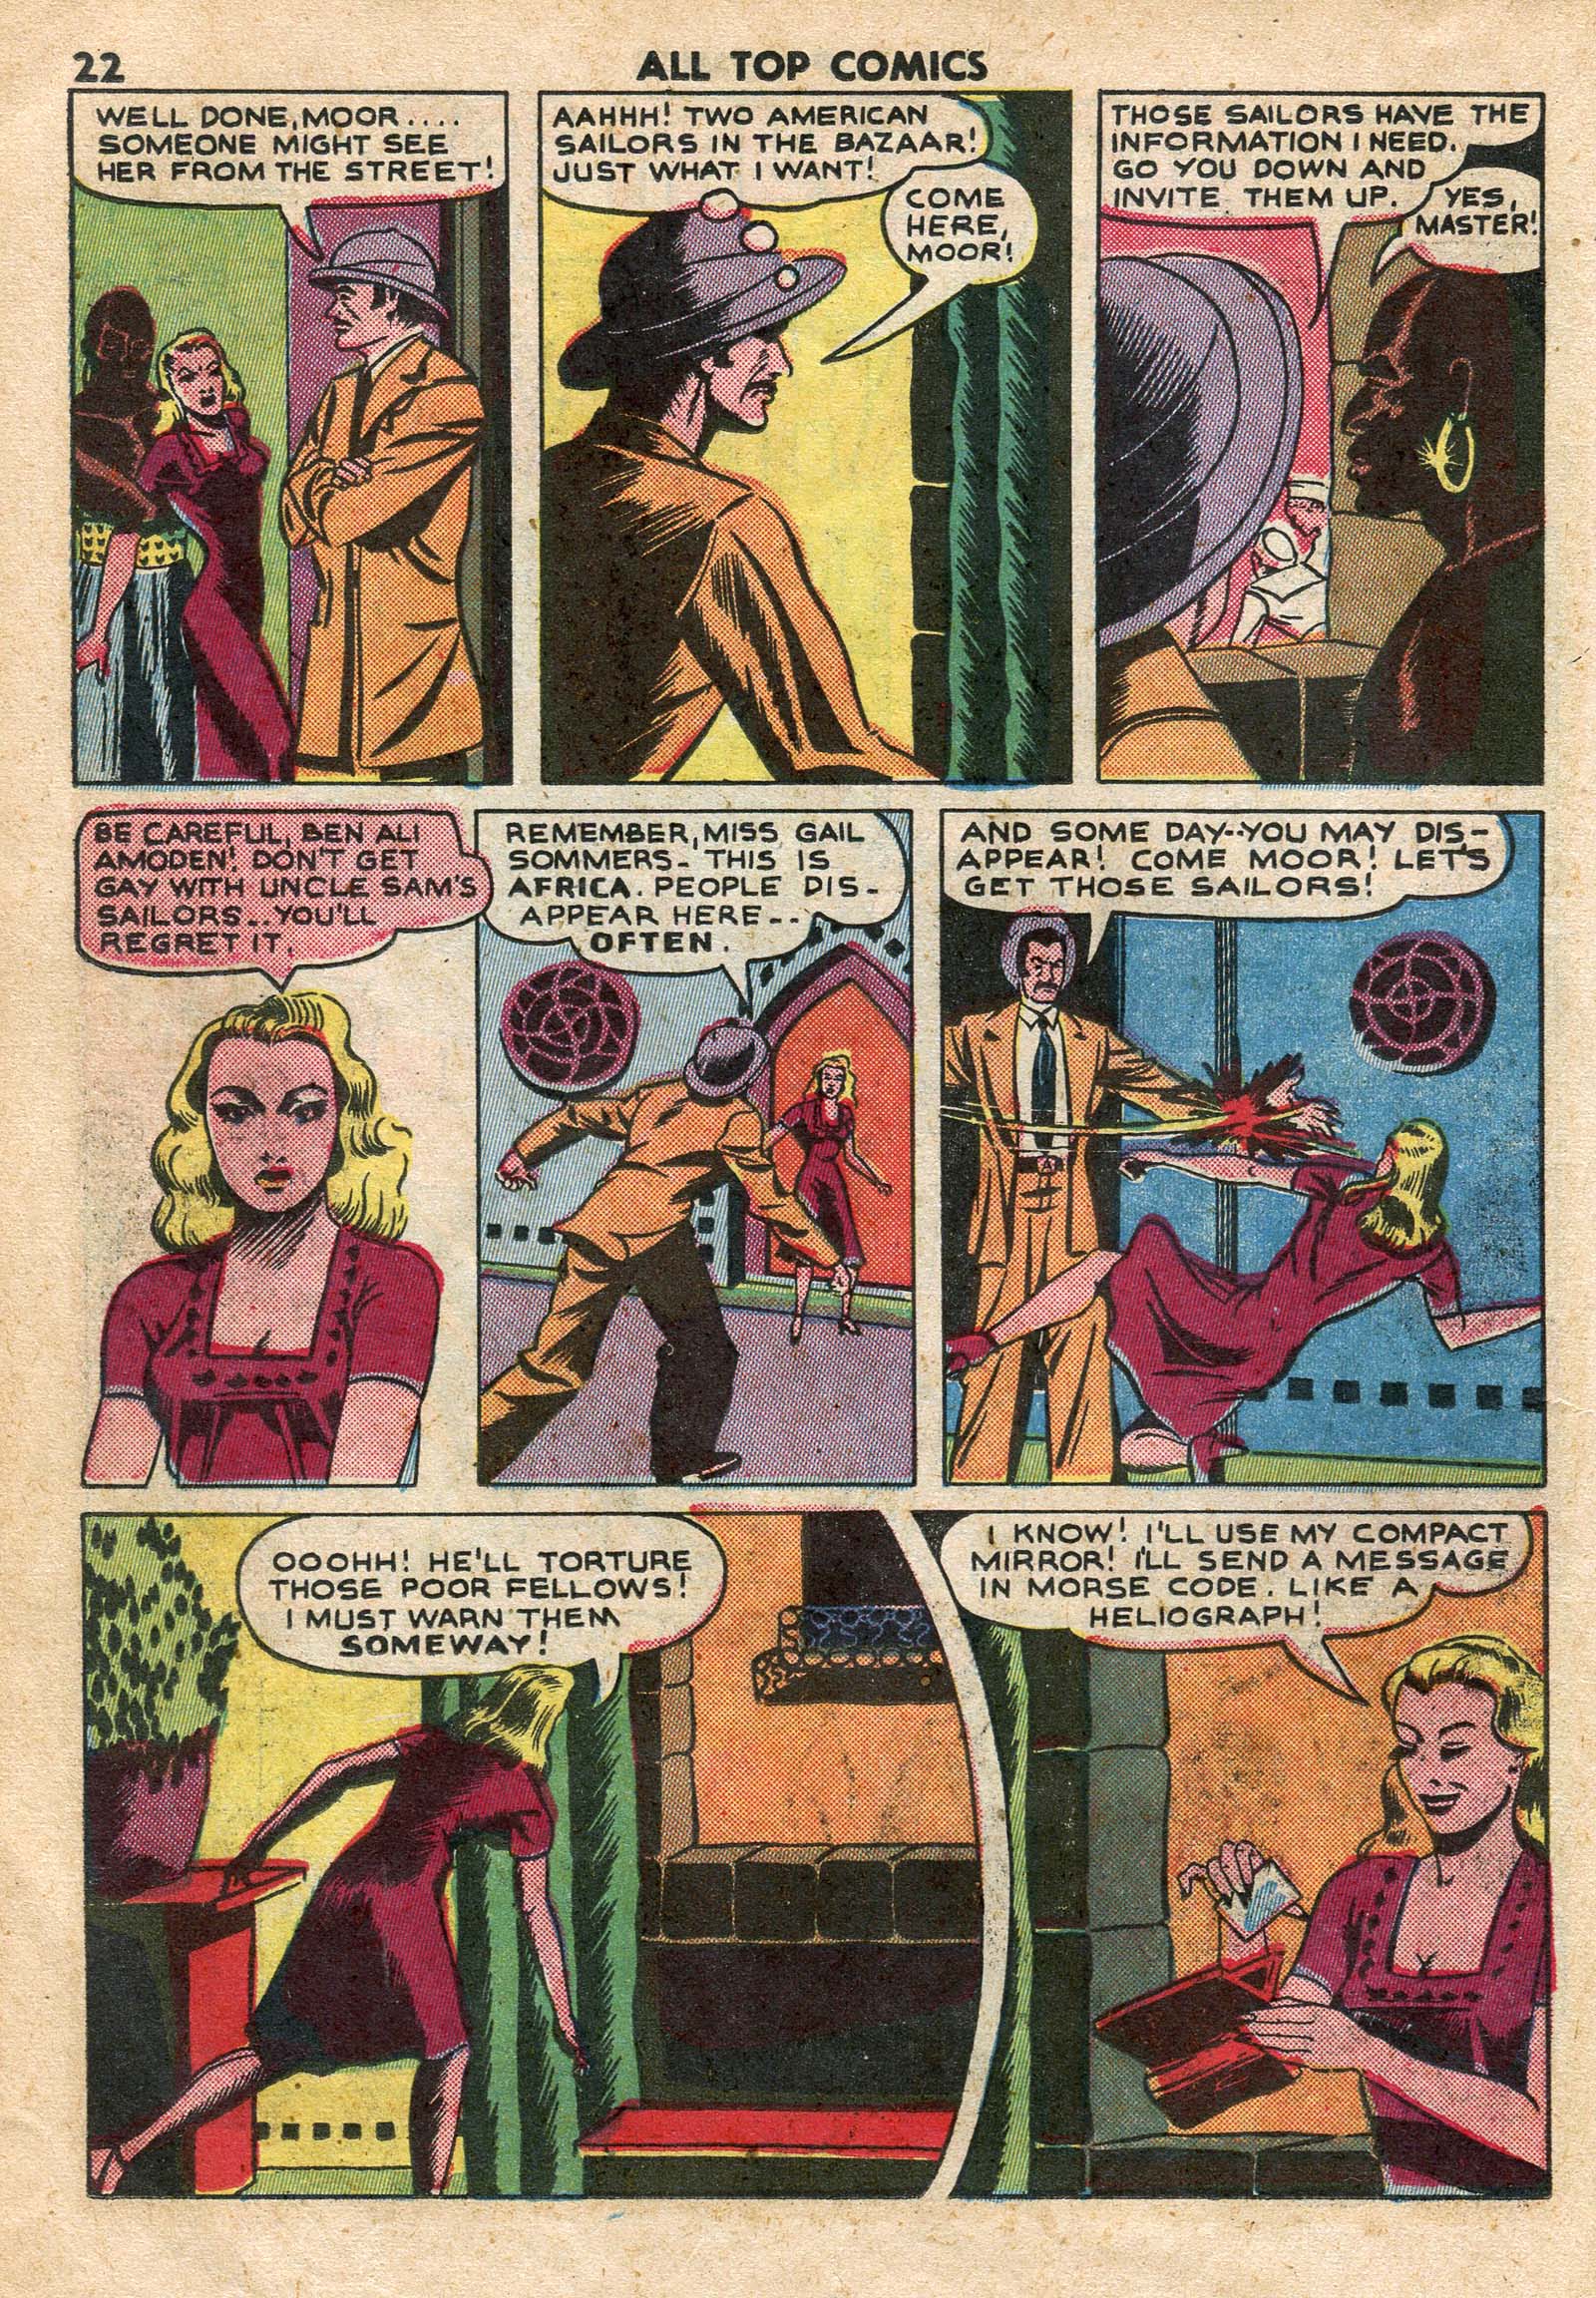 22
ALL TOP COMICS
WELL DONE, MOOR....
SOMEONE MIGHT SEE
HER FROM THE STREET!
AAHHH! TWO AMERICAN
SAILORS IN THE BAZAAR!
JUST WHAT I WANT!
COME
HERE,
MOOR!
THOSE SAILORS HAVE THE
INFORMATION I NEED.
GO YOU DOWN AND
INVITE THEM UP.
YES,
MASTER!
BE CAREFUL, BEN ALI
AMODEN! DON'T GET
GAY WITH UNCLE SAM'S
SAILORS... YOU'LL
REGRET IT.
REMEMBER, MISS GAIL
SOMMERS - THIS IS
AFRICA. PEOPLE DIS-
APPEAR HERE--
OFTEN.
AND SOME DAY--YOU MAY DIS-
APPEAR! COME MOOR! LET'S
GET THOSE SAILORS!
OOOHH! HE'LL TORTURE
THOSE POOR FELLOWS!
I MUST WARN THEM
SOMEWAY!
I KNOW! I'LL USE MY COMPACT
MIRROR! I'LL SEND A MESSAGE
IN MORSE CODE. LIKE A
HELIOGRAPH!